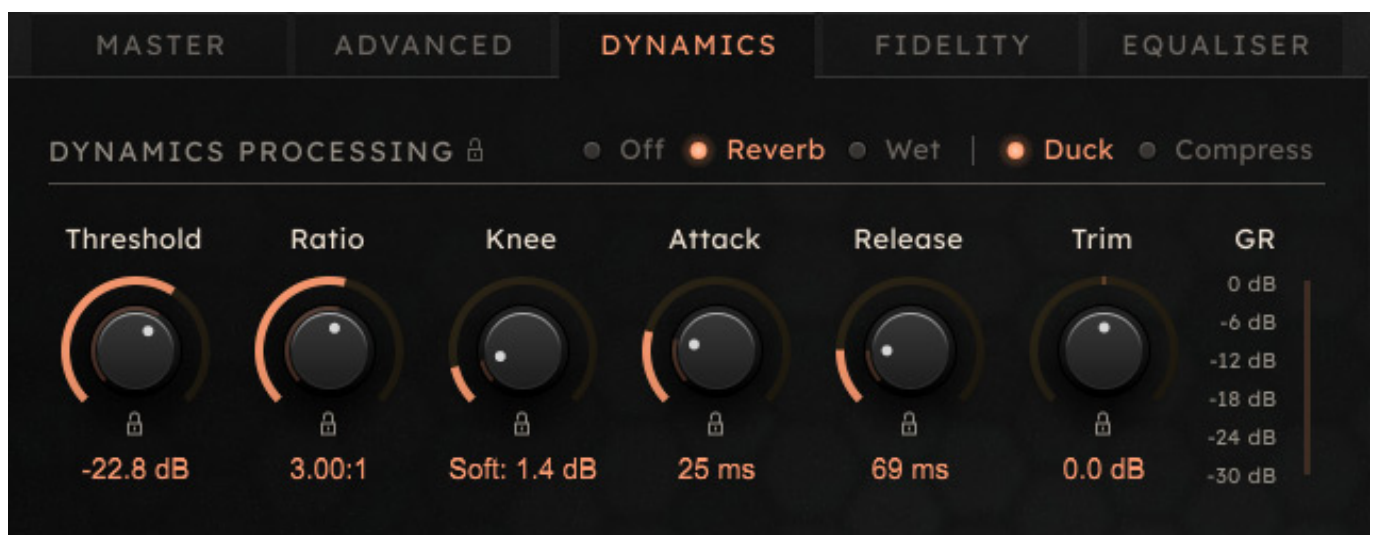 MASTER ADVANCED DYNAMICS FIDELITY EQUALISER
DYNAMICS PROCESSING Off Reverb Wet | Duck Compress
Threshold Ratio Knee Attack Release Trim GR
0 dB
-6 dB
-12 dB
-18 dB
-24 dB
-30 dB
-22.8 dB 3.00:1 Soft: 1.4 dB 25 ms 69 ms 0.0 dB